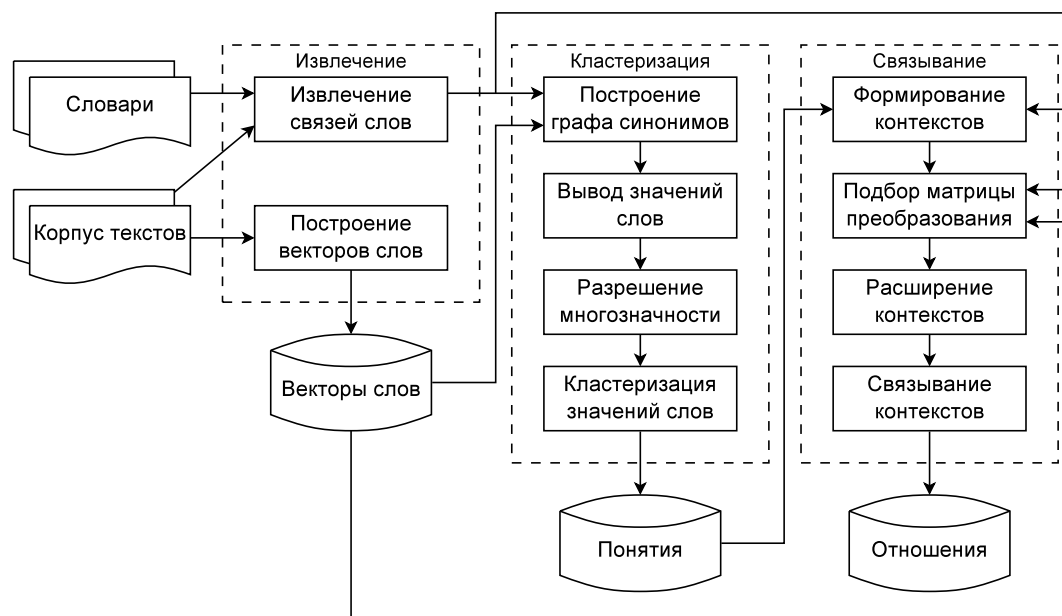 Извлечение
Словари
Извлечение
связей слов
Корпус текстов
Построение
векторов слов
Векторы слов
Кластеризация
Построение
графа синонимов
Вывод значений
слов
Разрешение
многозначности
Кластеризация
значений слов
Понятия
Связывание
Формирование
контекстов
Подбор матрицы
преобразования
Расширение
контекстов
Связывание
контекстов
Отношения